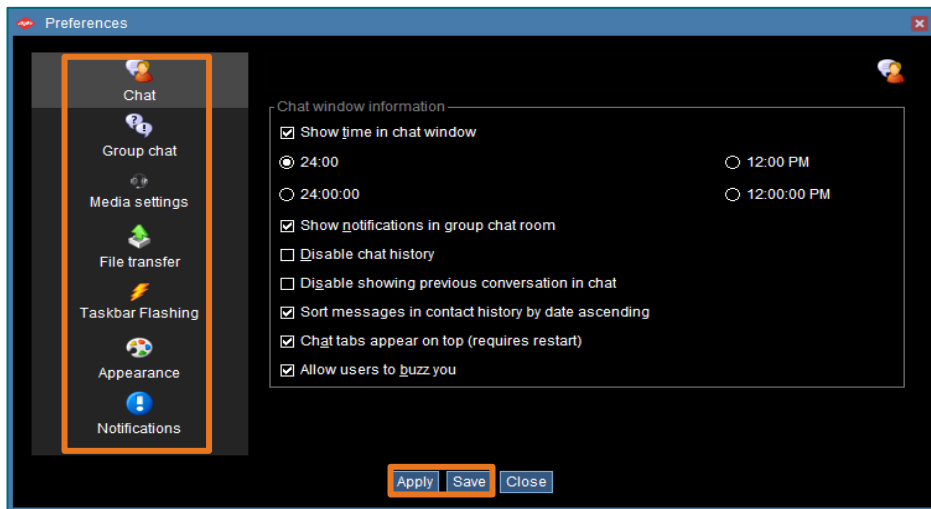 Preferences
Chat
Group chat
Media settings
File transfer
Taskbar Flashing
Appearance
Notifications
Chat window information
Show time in chat window
24:00
12:00 PM
24:00:00
12:00:00 PM
Show notifications in group chat room
Disable chat history
Disable showing previous conversation in chat
Sort messages in contact history by date ascending
Chat tabs appear on top (requires restart)
Allow users to buzz you
Apply Save Close